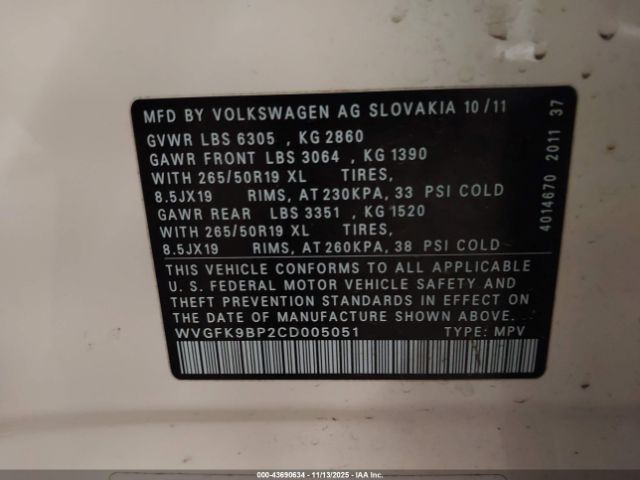 MFD BY VOLKSWAGEN AG SLOVAKIA 10/11
GVWR LBS 6305 , KG 2860
GAWR FRONT LBS 3064 , KG 1390
WITH 265/50R19 XL TIRES,
8.5JX19 RIMS, AT 230KPA, 33 PSI COLD
GAWR REAR LBS 3351 , KG 1520
WITH 265/50R19 XL TIRES,
8.5JX19 RIMS, AT 260KPA, 38 PSI COLD
THIS VEHICLE CONFORMS TO ALL APPLICABLE
U. S. FEDERAL MOTOR VEHICLE SAFETY AND
THEFT PREVENTION STANDARDS IN EFFECT ON
THE DATE OF MANUFACTURE SHOWN ABOVE.
WVGFK9BP2CD005051 TYPE: MPV
4014670 2011 37
000-43690634 - 11/13/2025 - IAAI